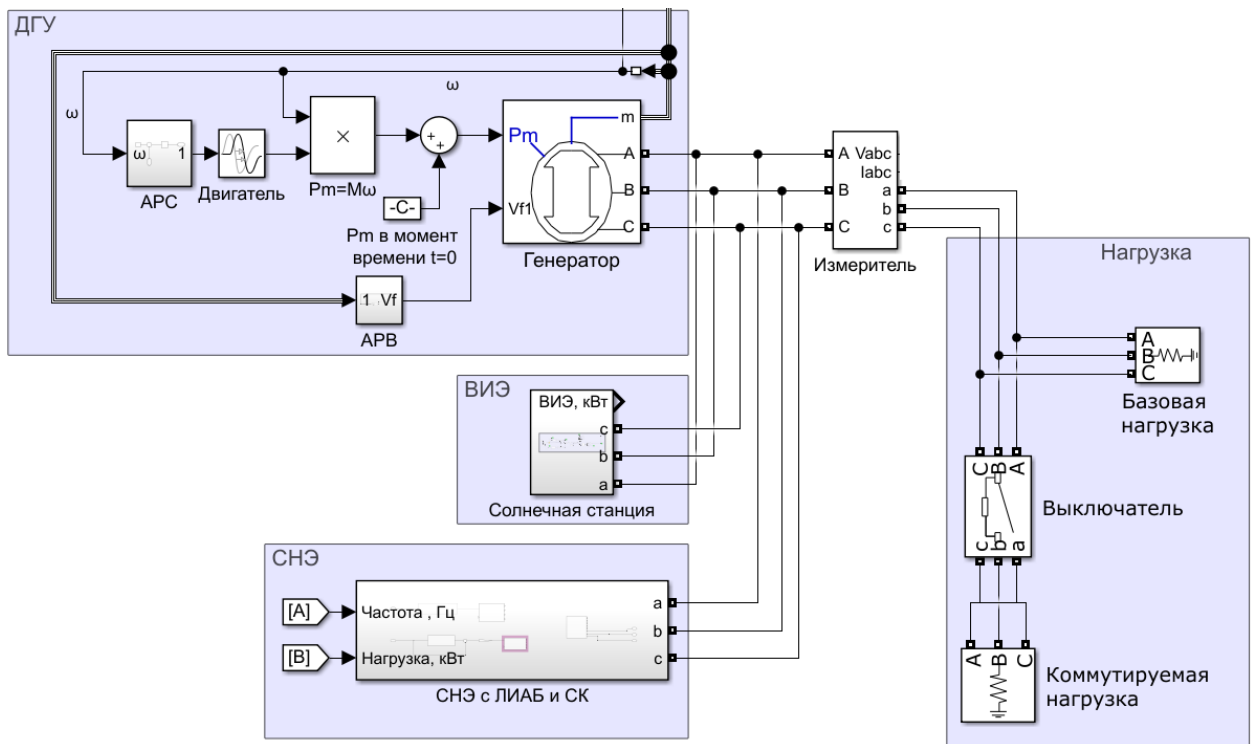 ДГУ
ω
ω
ω
1
АРС
Двигатель
×
Pm=Mω
+
+
-C-
Pm в момент
времени t=0
Pm
m
A
B
C
Vf1
Генератор
1 Vf
АРВ
A
B
C
Vabc
Iabc
a
b
c
Измеритель
ВИЭ
ВИЭ, кВт
c
b
a
Солнечная станция
СНЭ
[A]
[B]
Частота , Гц
Нагрузка, кВт
a
b
c
СНЭ с ЛИАБ и СК
Нагрузка
A
B
C
Базовая
нагрузка
C
B
A
c
b
a
Выключатель
A
B
C
Коммутируемая
нагрузка